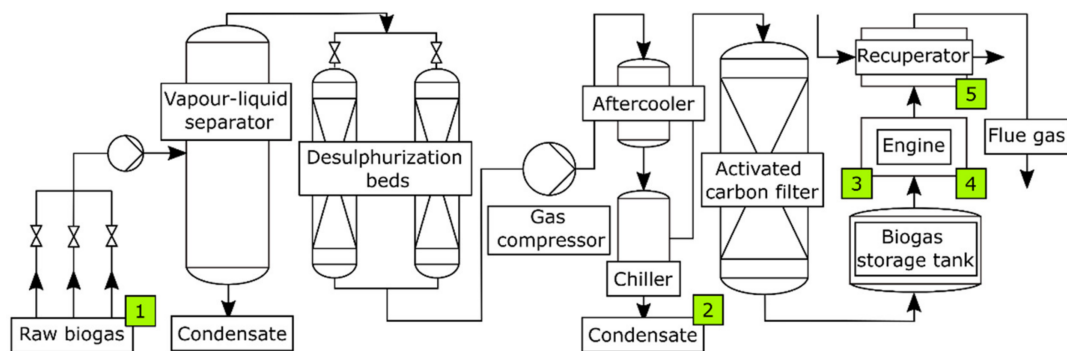 Vapour-liquid
separator
Desulphurization
beds
Gas
compressor
Aftercooler
Chiller
Activated
carbon filter
Recuperator
5
Engine
3
4
Flue gas
Biogas
storage tank
1
Raw biogas
Condensate
2
Condensate